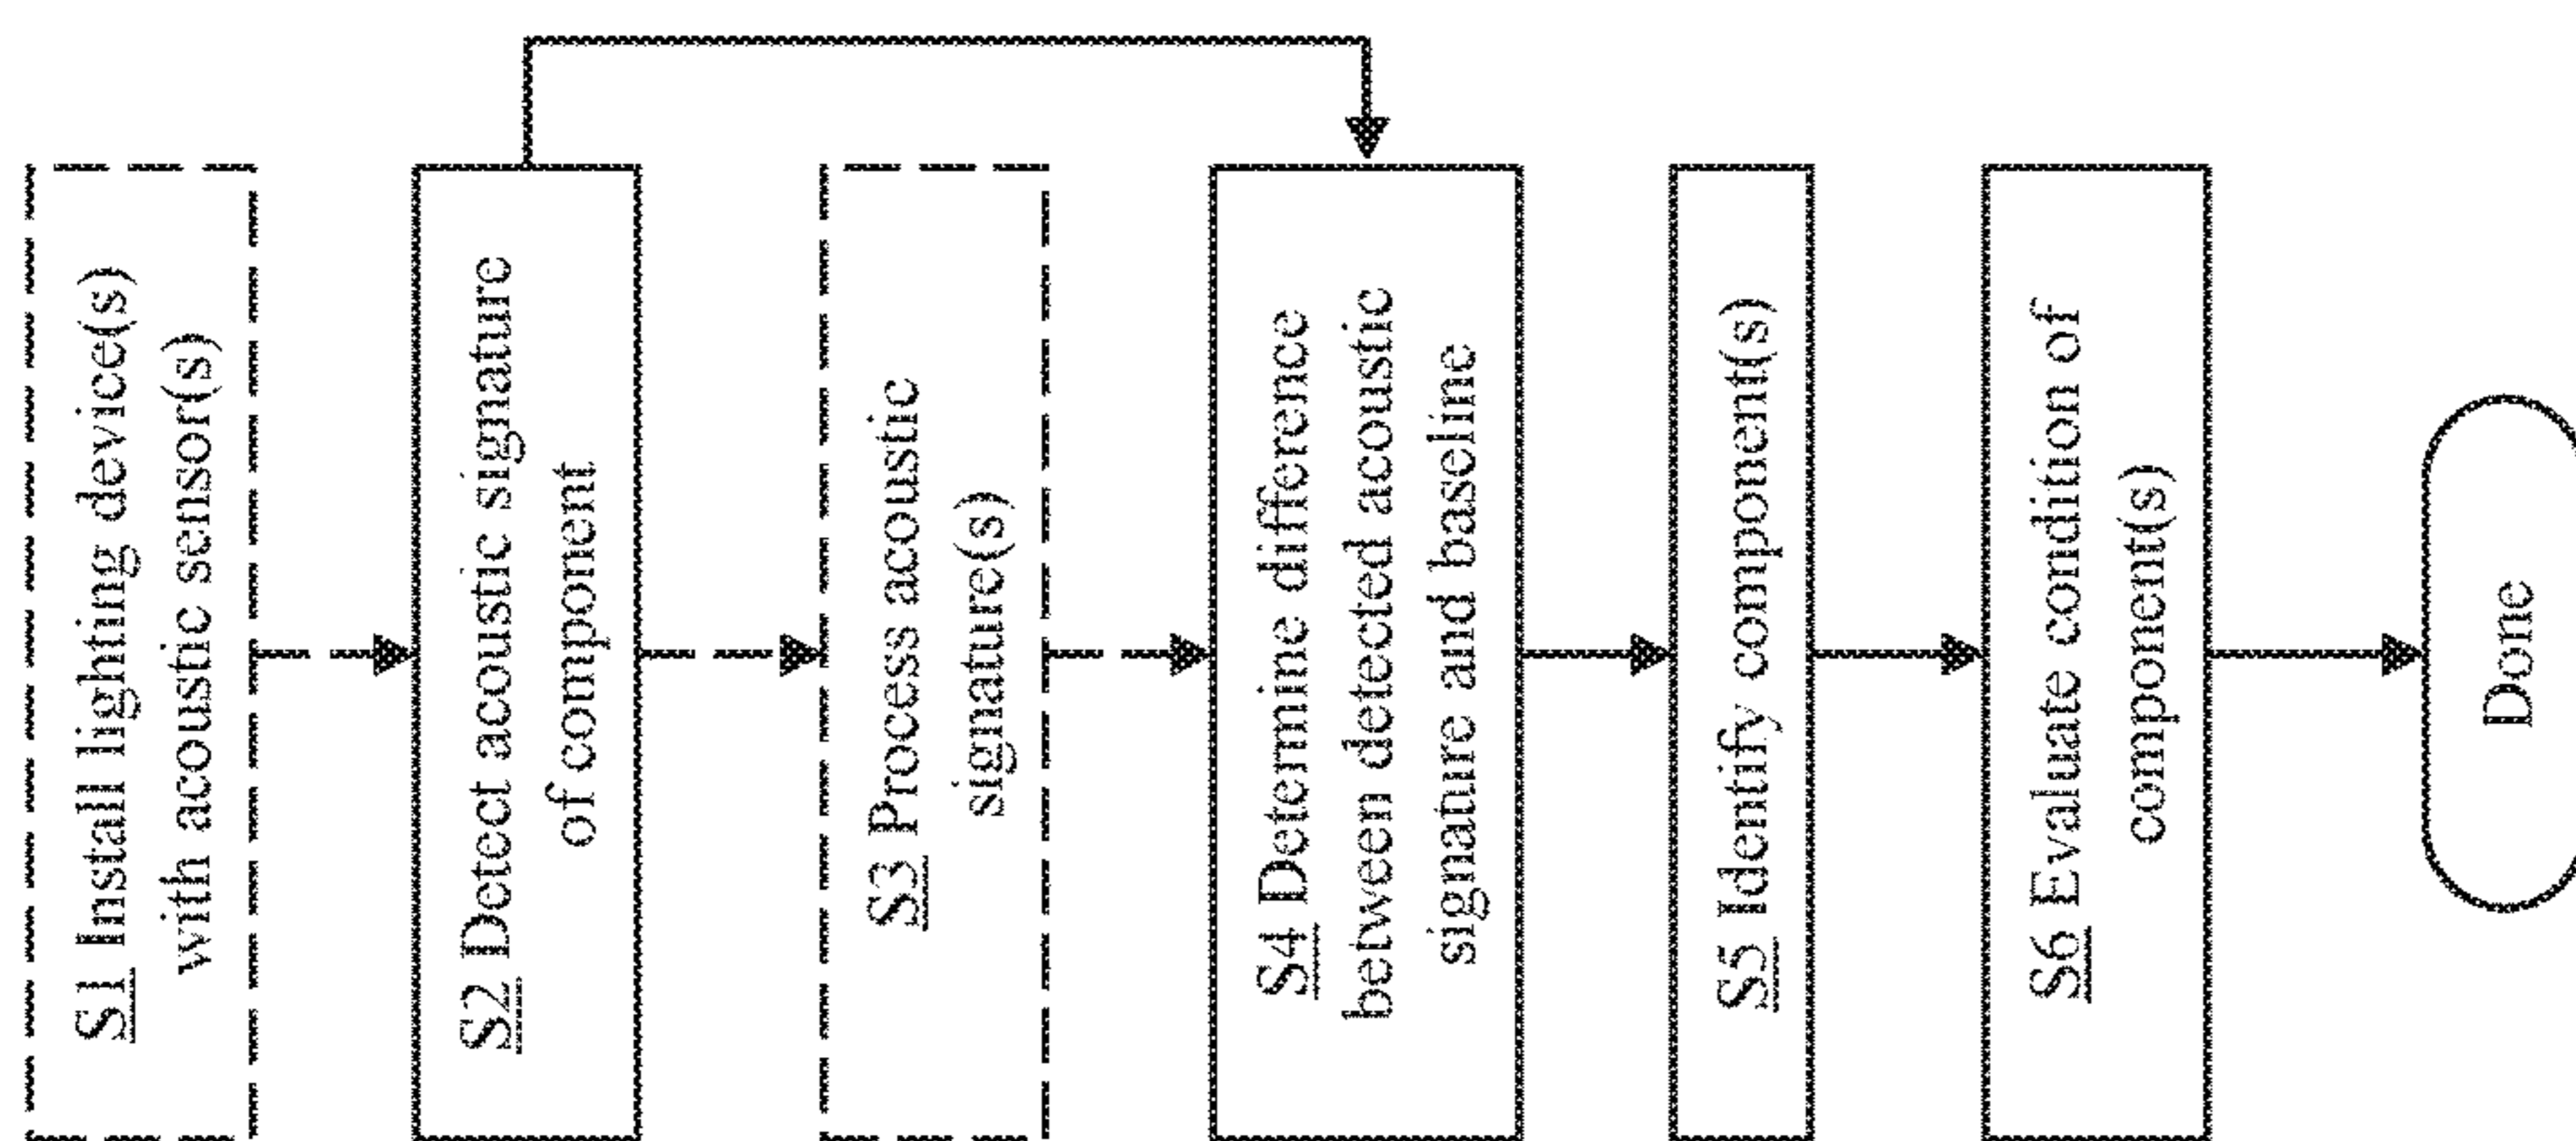 S1 Install lighting device(s)
with acoustic sensor(s)
S2 Detect acoustic signature
of component
S3 Process acoustic
signature(s)
S4 Determine difference
between detected acoustic
signature and baseline
S5 Identify component(s)
S6 Evaluate condition of
component(s)
Done